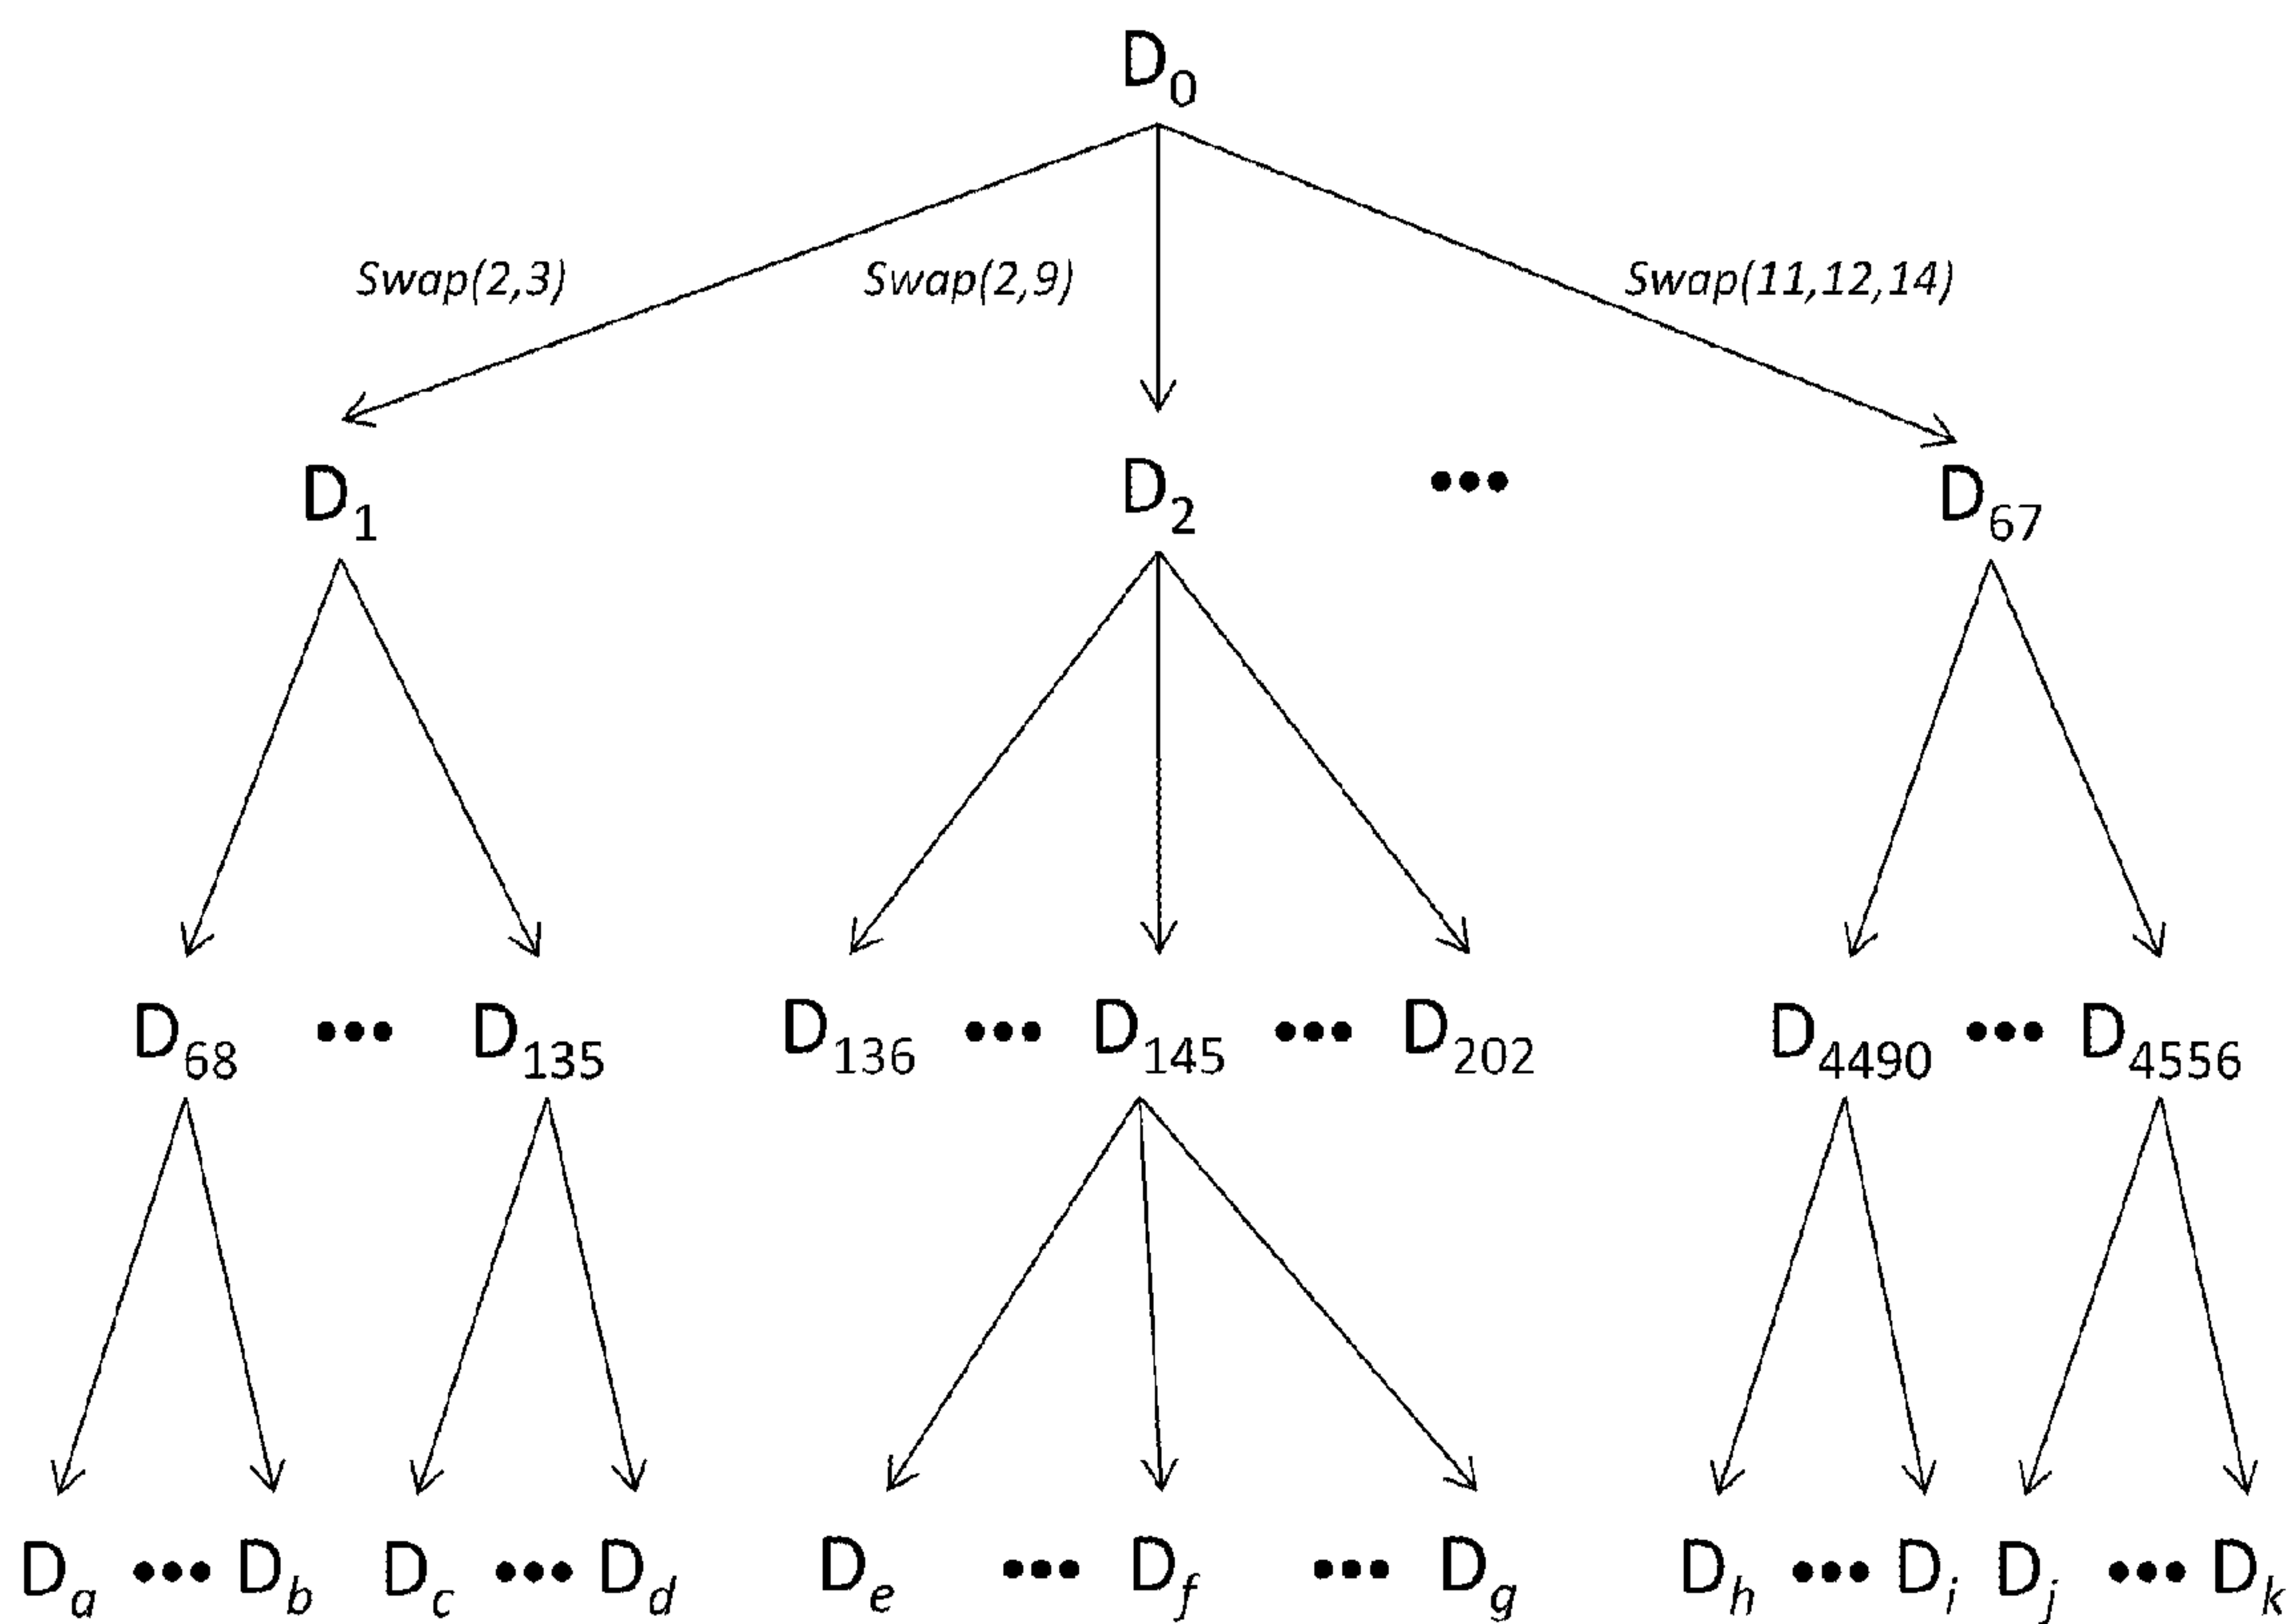 D0
Swap(2,3) Swap(2,9) Swap(11,12,14)
D1 D2 ••• D67
D68 ••• D135 D136 ••• D145 ••• D202 D4490 ••• D4556
Da ••• Db Dc ••• Dd De ••• Df ••• Dg Dh ••• Di Dj ••• Dk